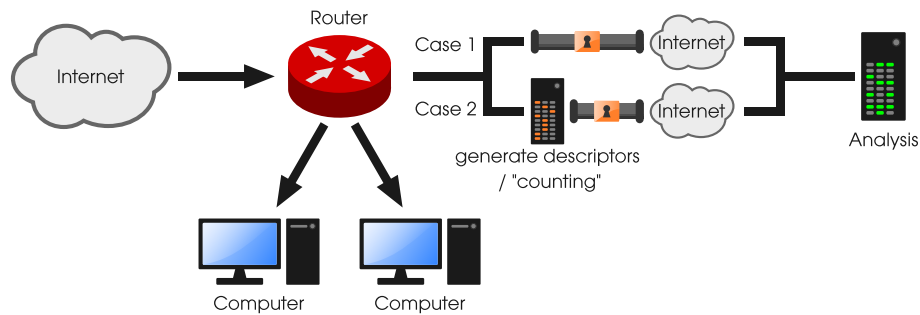 Router
Internet
Case 1
Internet
Case 2
Internet
generate descriptors
/ "counting"
Analysis
Computer
Computer